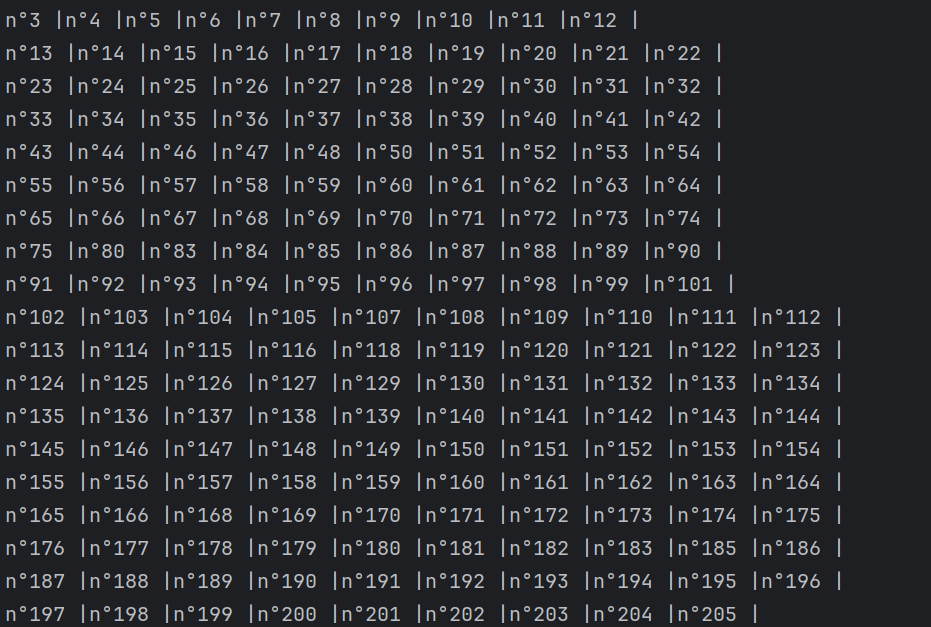 n°3 |n°4 |n°5 |n°6 |n°7 |n°8 |n°9 |n°10 |n°11 |n°12 |
n°13 |n°14 |n°15 |n°16 |n°17 |n°18 |n°19 |n°20 |n°21 |n°22 |
n°23 |n°24 |n°25 |n°26 |n°27 |n°28 |n°29 |n°30 |n°31 |n°32 |
n°33 |n°34 |n°35 |n°36 |n°37 |n°38 |n°39 |n°40 |n°41 |n°42 |
n°43 |n°44 |n°46 |n°47 |n°48 |n°50 |n°51 |n°52 |n°53 |n°54 |
n°55 |n°56 |n°57 |n°58 |n°59 |n°60 |n°61 |n°62 |n°63 |n°64 |
n°65 |n°66 |n°67 |n°68 |n°69 |n°70 |n°71 |n°72 |n°73 |n°74 |
n°75 |n°80 |n°83 |n°84 |n°85 |n°86 |n°87 |n°88 |n°89 |n°90 |
n°91 |n°92 |n°93 |n°94 |n°95 |n°96 |n°97 |n°98 |n°99 |n°101 |
n°102 |n°103 |n°104 |n°105 |n°107 |n°108 |n°109 |n°110 |n°111 |n°112 |
n°113 |n°114 |n°115 |n°116 |n°118 |n°119 |n°120 |n°121 |n°122 |n°123 |
n°124 |n°125 |n°126 |n°127 |n°129 |n°130 |n°131 |n°132 |n°133 |n°134 |
n°135 |n°136 |n°137 |n°138 |n°139 |n°140 |n°141 |n°142 |n°143 |n°144 |
n°145 |n°146 |n°147 |n°148 |n°149 |n°150 |n°151 |n°152 |n°153 |n°154 |
n°155 |n°156 |n°157 |n°158 |n°159 |n°160 |n°161 |n°162 |n°163 |n°164 |
n°165 |n°166 |n°168 |n°169 |n°170 |n°171 |n°172 |n°173 |n°174 |n°175 |
n°176 |n°177 |n°178 |n°179 |n°180 |n°181 |n°182 |n°183 |n°185 |n°186 |
n°187 |n°188 |n°189 |n°190 |n°191 |n°192 |n°193 |n°194 |n°195 |n°196 |
n°197 |n°198 |n°199 |n°200 |n°201 |n°202 |n°203 |n°204 |n°205 |